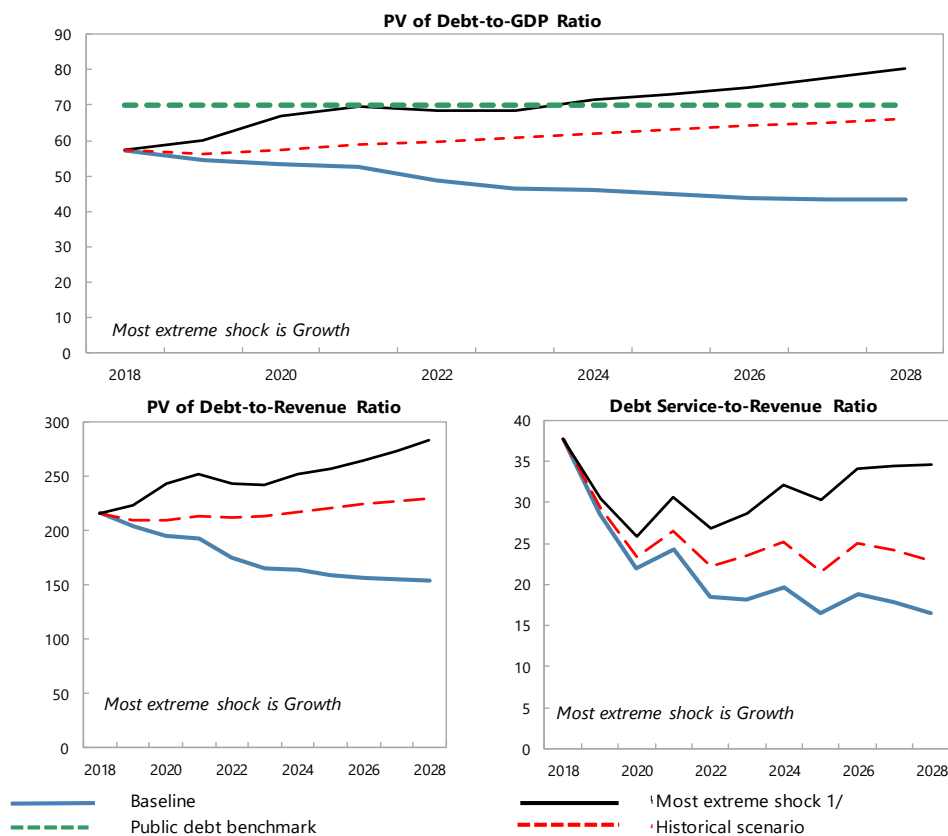 PV of Debt-to-GDP Ratio
90
80
70
60
50
40
30
20
10
0
Most extreme shock is Growth
2018 2020 2022 2024 2026 2028
PV of Debt-to-Revenue Ratio
300
250
200
150
100
50
0
Most extreme shock is Growth
2018 2020 2022 2024 2026 2028
Debt Service-to-Revenue Ratio
40
35
30
25
20
15
10
5
0
Most extreme shock is Growth
2018 2020 2022 2024 2026 2028
Baseline
Most extreme shock 1/
Public debt benchmark
Historical scenario